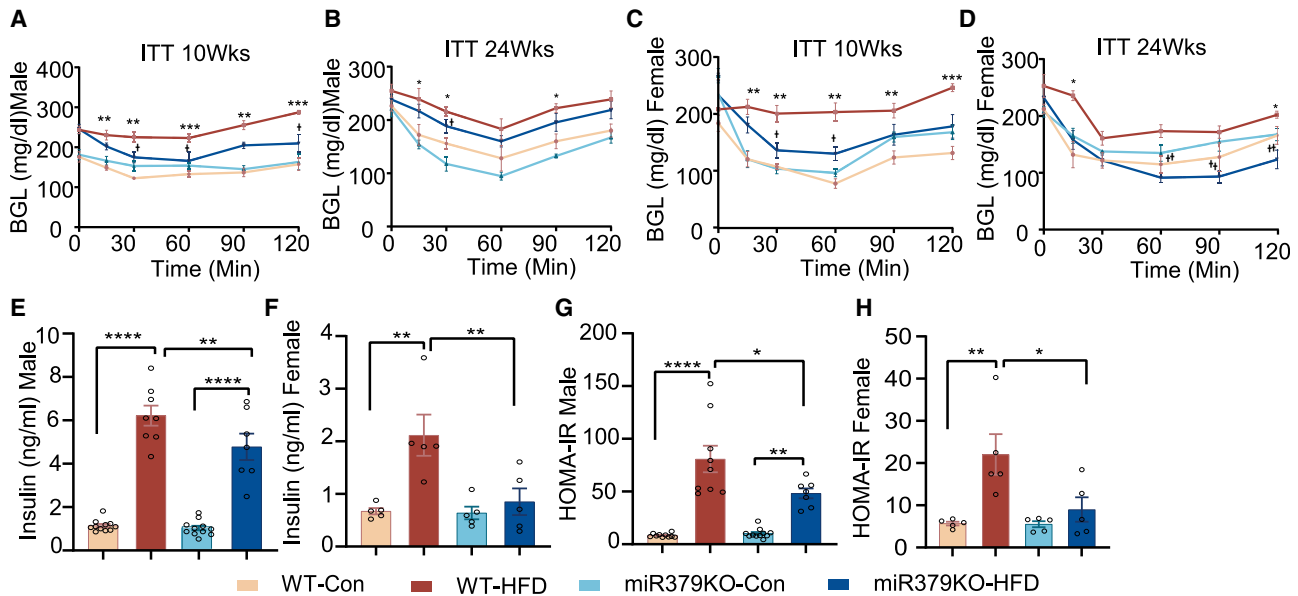 A
ITT 10Wks
BGL (mg/dl)Male
400
300
200
100
0
** ** *** ** ***
ϯ ϯ ϯ
0 30 60 90 120
Time (Min)
B
ITT 24Wks
BGL (mg/dl)Male
300
200
100
0
* * *
ϯ
0 30 60 90 120
Time (Min)
C
ITT 10Wks
BGL (mg/dl) Female
300
200
100
0
** ** ** ** ***
ϯ ϯ
0 30 60 90 120
Time (Min)
D
ITT 24Wks
BGL (mg/dl) Female
300
200
100
0
* *
ϯϯ ϯϯ ϯϯ
0 30 60 90 120
Time (Min)
E
Insulin (ng/ml) Male
10
8
6
4
2
0
**** **
****
F
Insulin (ng/ml) Female
4
3
2
1
0
** **
G
HOMA-IR Male
200
150
100
50
0
**** *
**
H
HOMA-IR Female
50
40
30
20
10
0
** *
WT-Con WT-HFD miR379KO-Con miR379KO-HFD